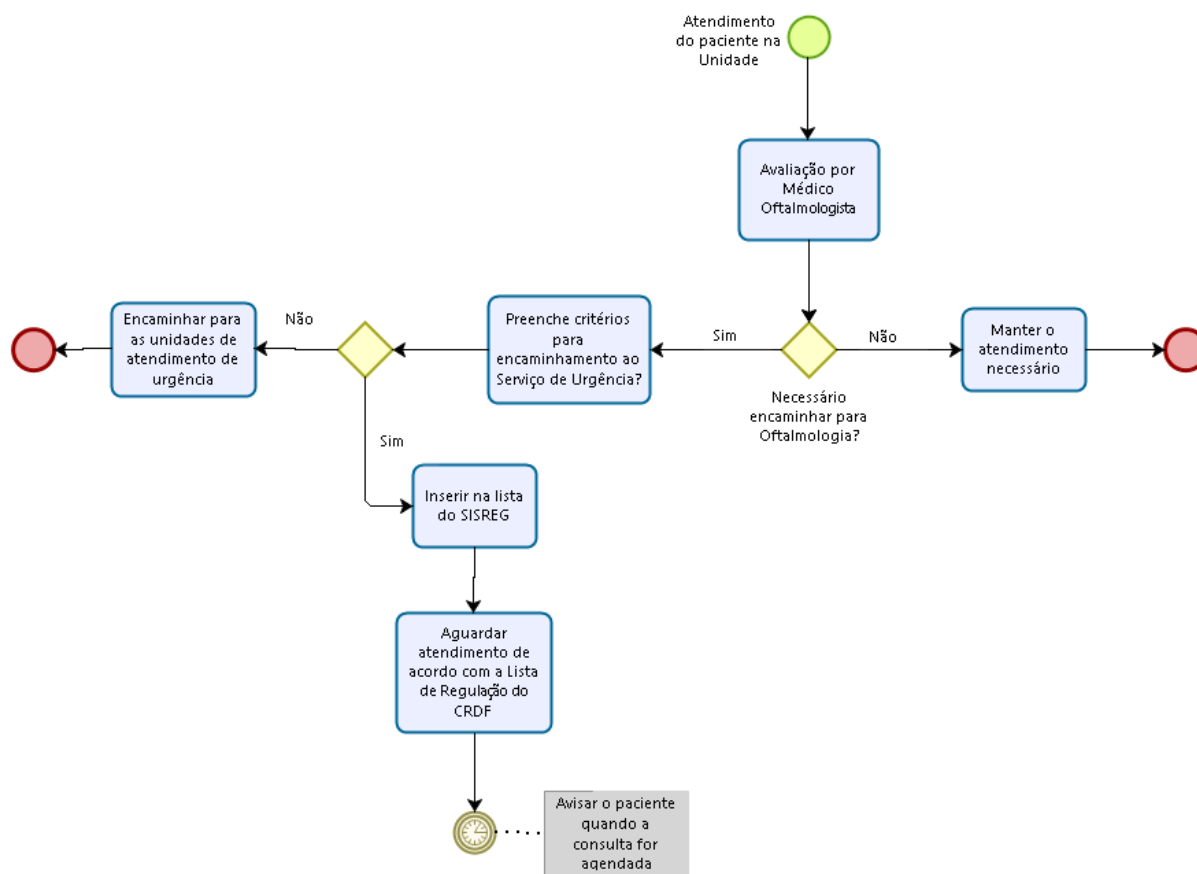 Atendimento
do paciente na
Unidade
Avaliação por
Médico
Oftalmologista
Encaminhar para
as unidades de
atendimento de
urgência
Não
Preenche critérios
para
encaminhamento ao
Serviço de Urgência?
Sim
Não
Manter o
atendimento
necessário
Necessário
encaminhar para
Oftalmologia?
Sim
Inserir na lista
do SISREG
Aguardar
atendimento de
acordo com a Lista
de Regulação do
CRDF
Avisar o paciente
quando a
consulta for
agendada